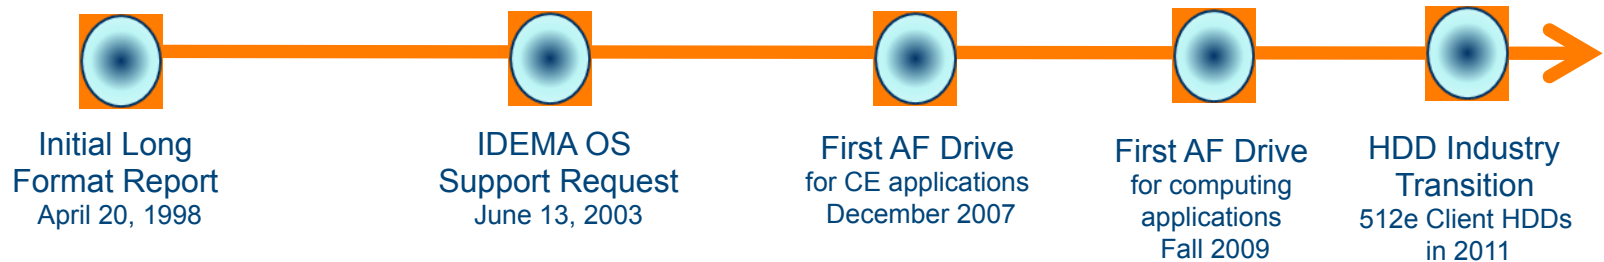 Initial Long
Format Report
April 20, 1998
IDEMA OS
Support Request
June 13, 2003
First AF Drive
for CE applications
December 2007
First AF Drive
for computing
applications
Fall 2009
HDD Industry
Transition
512e Client HDDs
in 2011